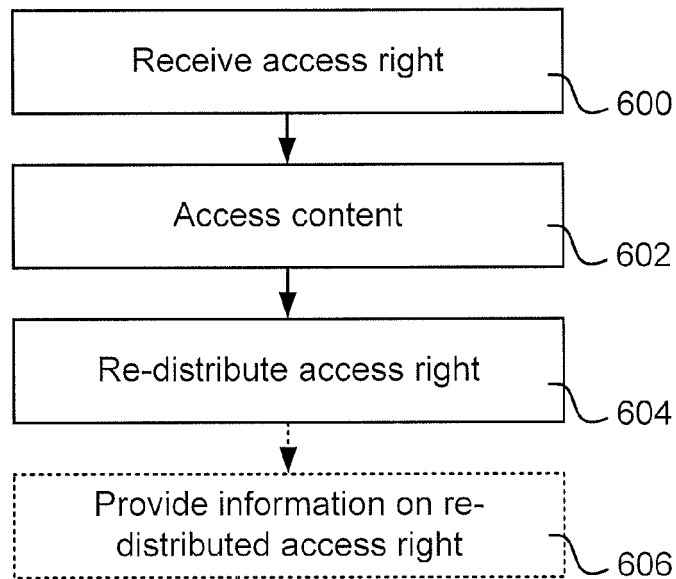 Receive access right
600
Access content
602
Re-distribute access right
604
Provide information on re-
distributed access right
606